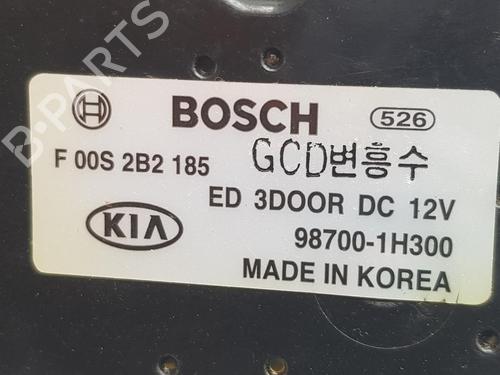 BOSCH 526
F 00S 2B2 185 GCD변흥수
ED 3DOOR DC 12V
KIA 98700-1H300
MADE IN KOREA
B-PARTS